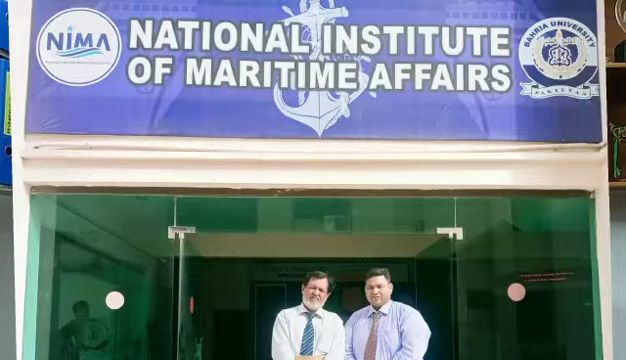 NIMA
NATIONAL INSTITUTE
OF MARITIME AFFAIRS
BAHRIA UNIVERSITY
PAKISTAN